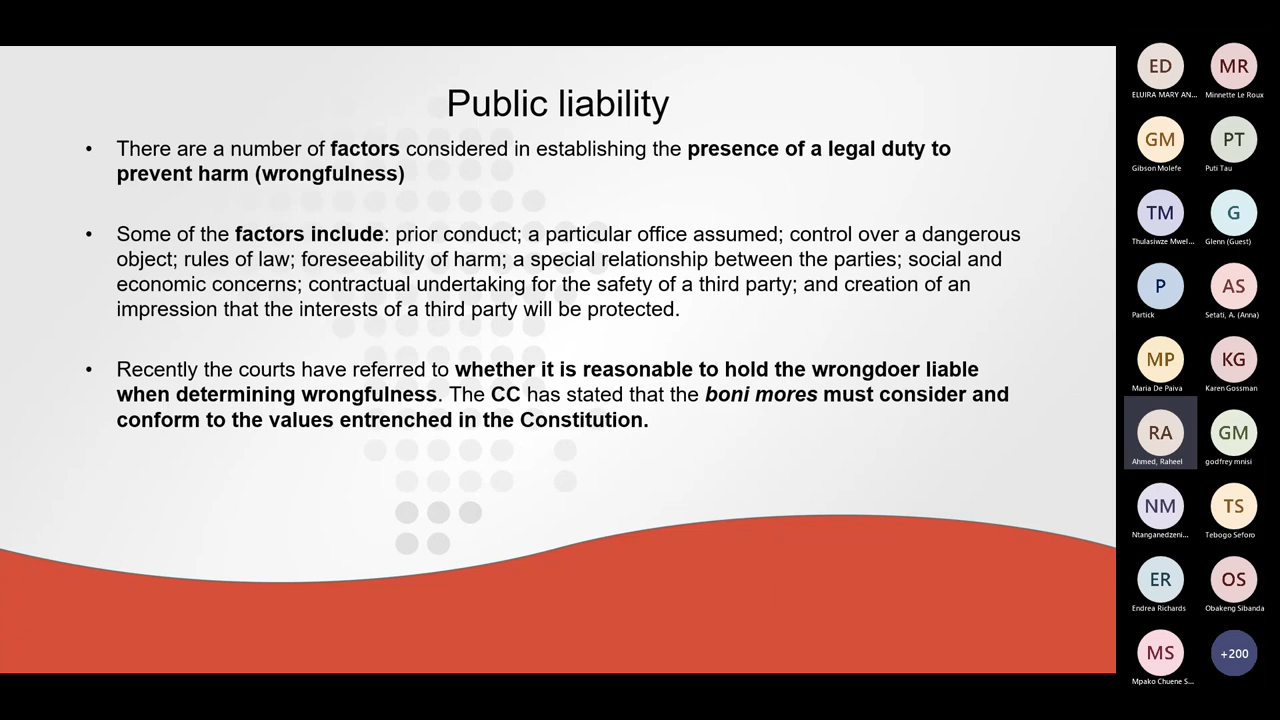 Public liability
• There are a number of factors considered in establishing the presence of a legal duty to
prevent harm (wrongfulness)
• Some of the factors include: prior conduct; a particular office assumed; control over a dangerous
object; rules of law; foreseeability of harm; a special relationship between the parties; social and
economic concerns; contractual undertaking for the safety of a third party; and creation of an
impression that the interests of a third party will be protected.
• Recently the courts have referred to whether it is reasonable to hold the wrongdoer liable
when determining wrongfulness. The CC has stated that the boni mores must consider and
conform to the values entrenched in the Constitution.
ED MR
ELUIRA MARY AN... Minnette Le Roux
GM PT
Gibson Molefe Puti Tau
TM G
Thulasiwze Mwel... Glenn (Guest)
P AS
Partick Setati, A. (Anna)
MP KG
Maria De Paiva Karen Gossman
RA GM
Ahmed, Raheel godfrey mnisi
NM TS
Ntanganedzeni... Tebogo Seforo
ER OS
Endrea Richards Obakeng Sibanda
MS +200
Mpako Chuene S...